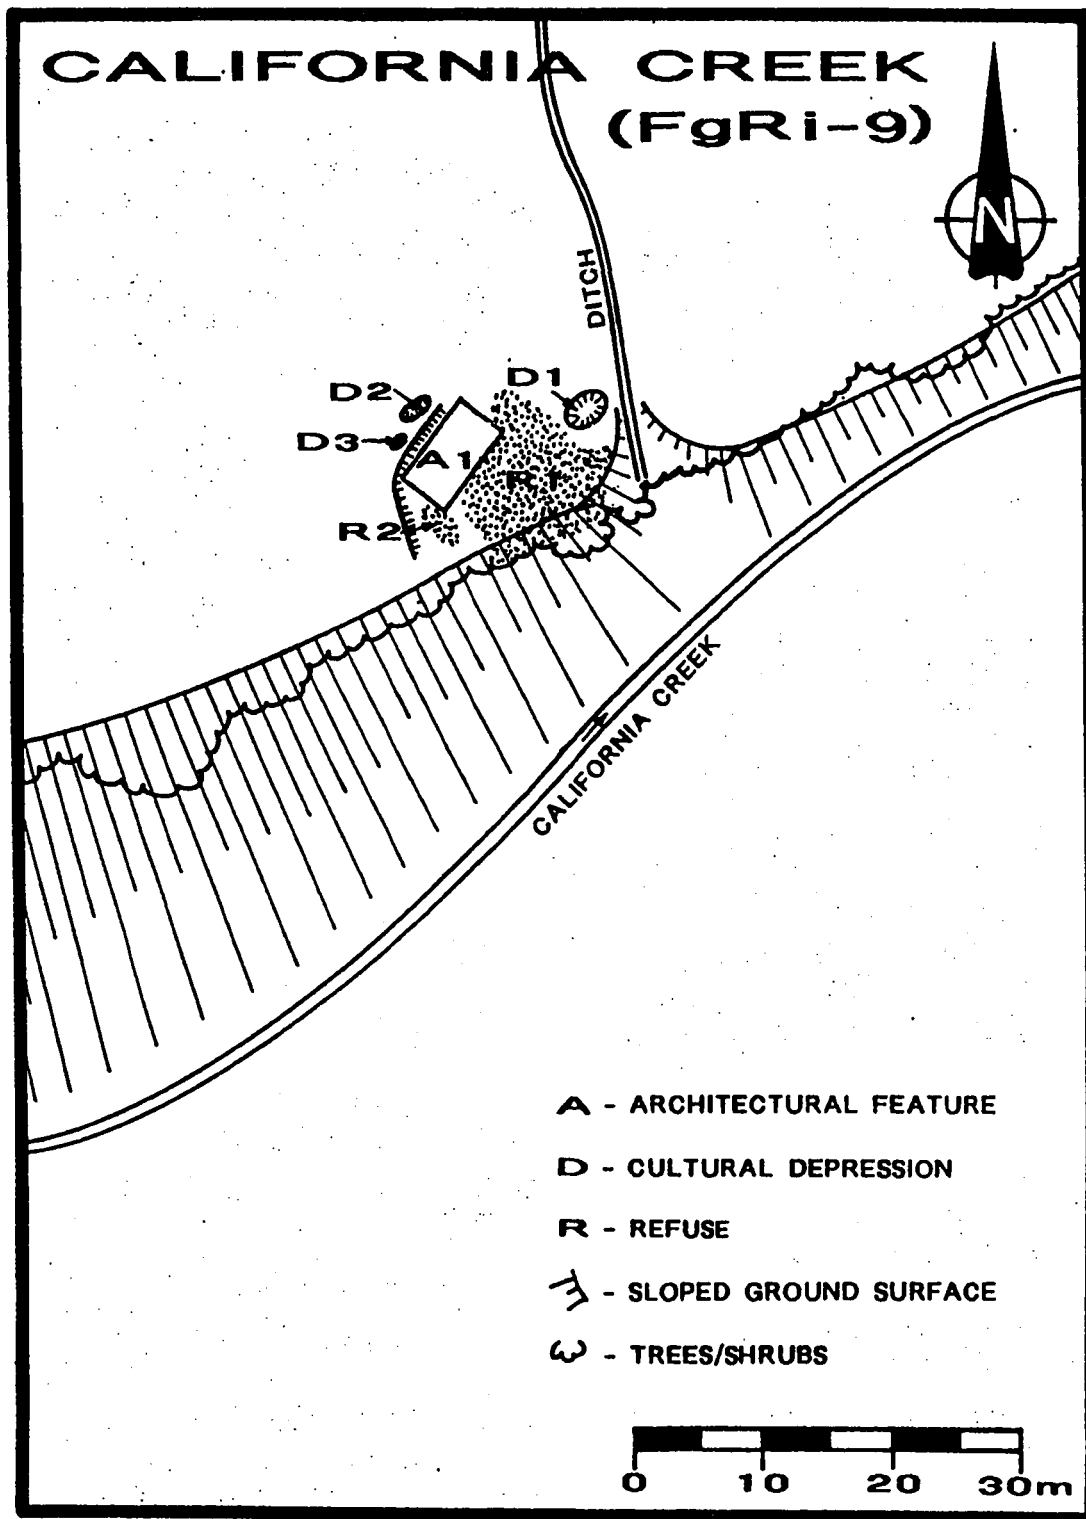 CALIFORNIA CREEK
(FgRi-9)
N
DITCH
D1
D2
D3
A1
R1
R2
CALIFORNIA CREEK
A - ARCHITECTURAL FEATURE
D - CULTURAL DEPRESSION
R - REFUSE
- SLOPED GROUND SURFACE
- TREES/SHRUBS
0 10 20 30m